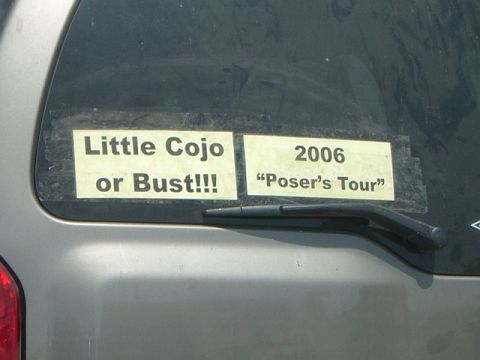 Little Cojo
or Bust!!!
2006
"Poser's Tour"